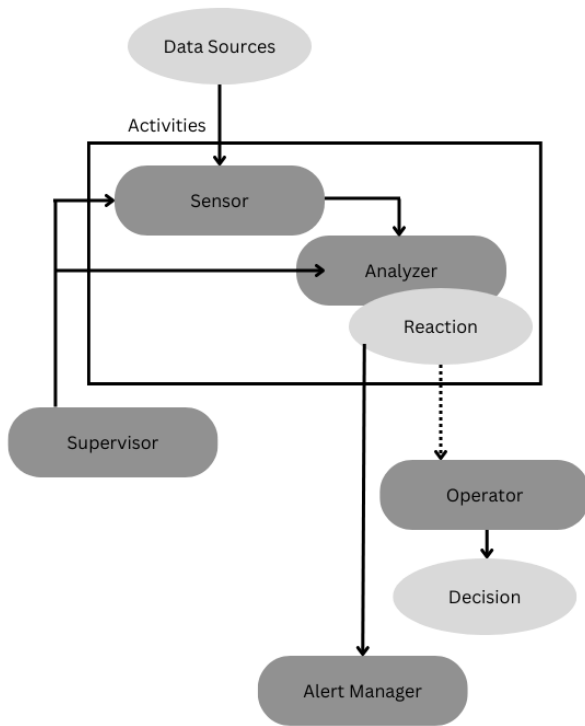 Data Sources
Activities
Sensor
Analyzer
Reaction
Supervisor
Operator
Decision
Alert Manager